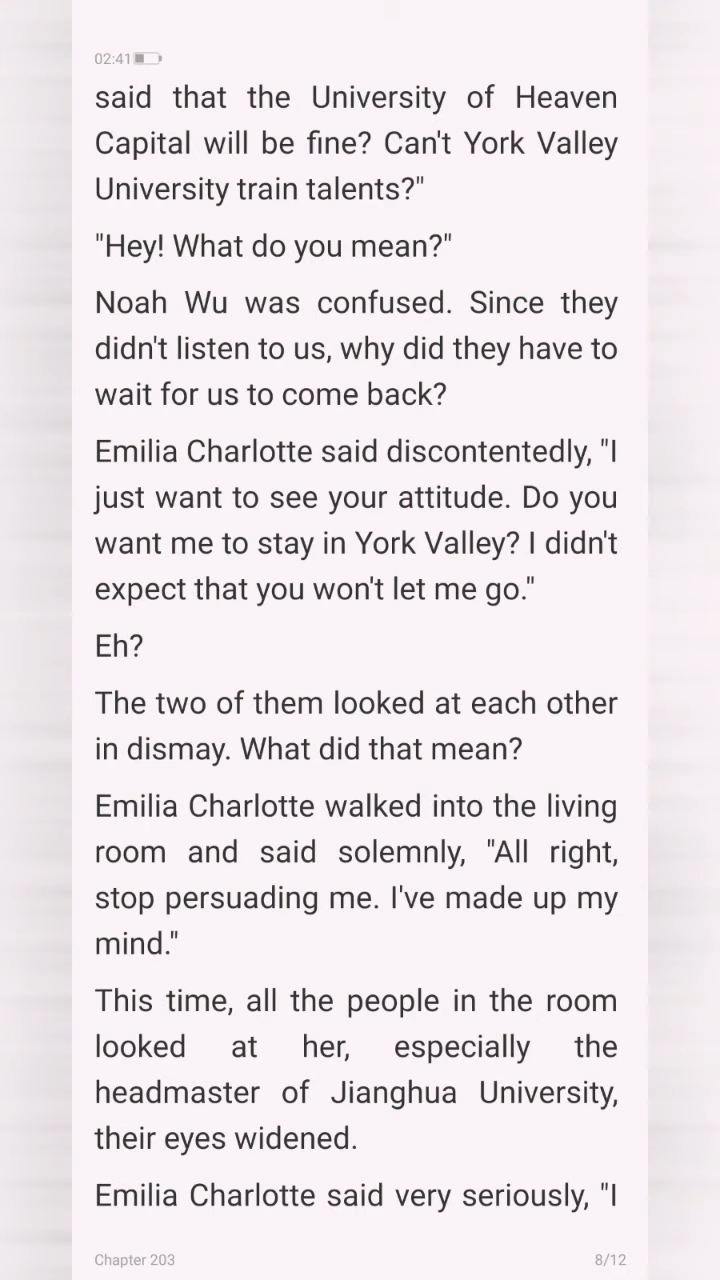 02:41
said that the University of Heaven
Capital will be fine? Can't York Valley
University train talents?"
"Hey! What do you mean?"
Noah Wu was confused. Since they
didn't listen to us, why did they have to
wait for us to come back?
Emilia Charlotte said discontentedly, "I
just want to see your attitude. Do you
want me to stay in York Valley? I didn't
expect that you won't let me go."
Eh?
The two of them looked at each other
in dismay. What did that mean?
Emilia Charlotte walked into the living
room and said solemnly, "All right,
stop persuading me. I've made up my
mind."
This time, all the people in the room
looked at her, especially the
headmaster of Jianghua University,
their eyes widened.
Emilia Charlotte said very seriously, "I
Chapter 203
8/12